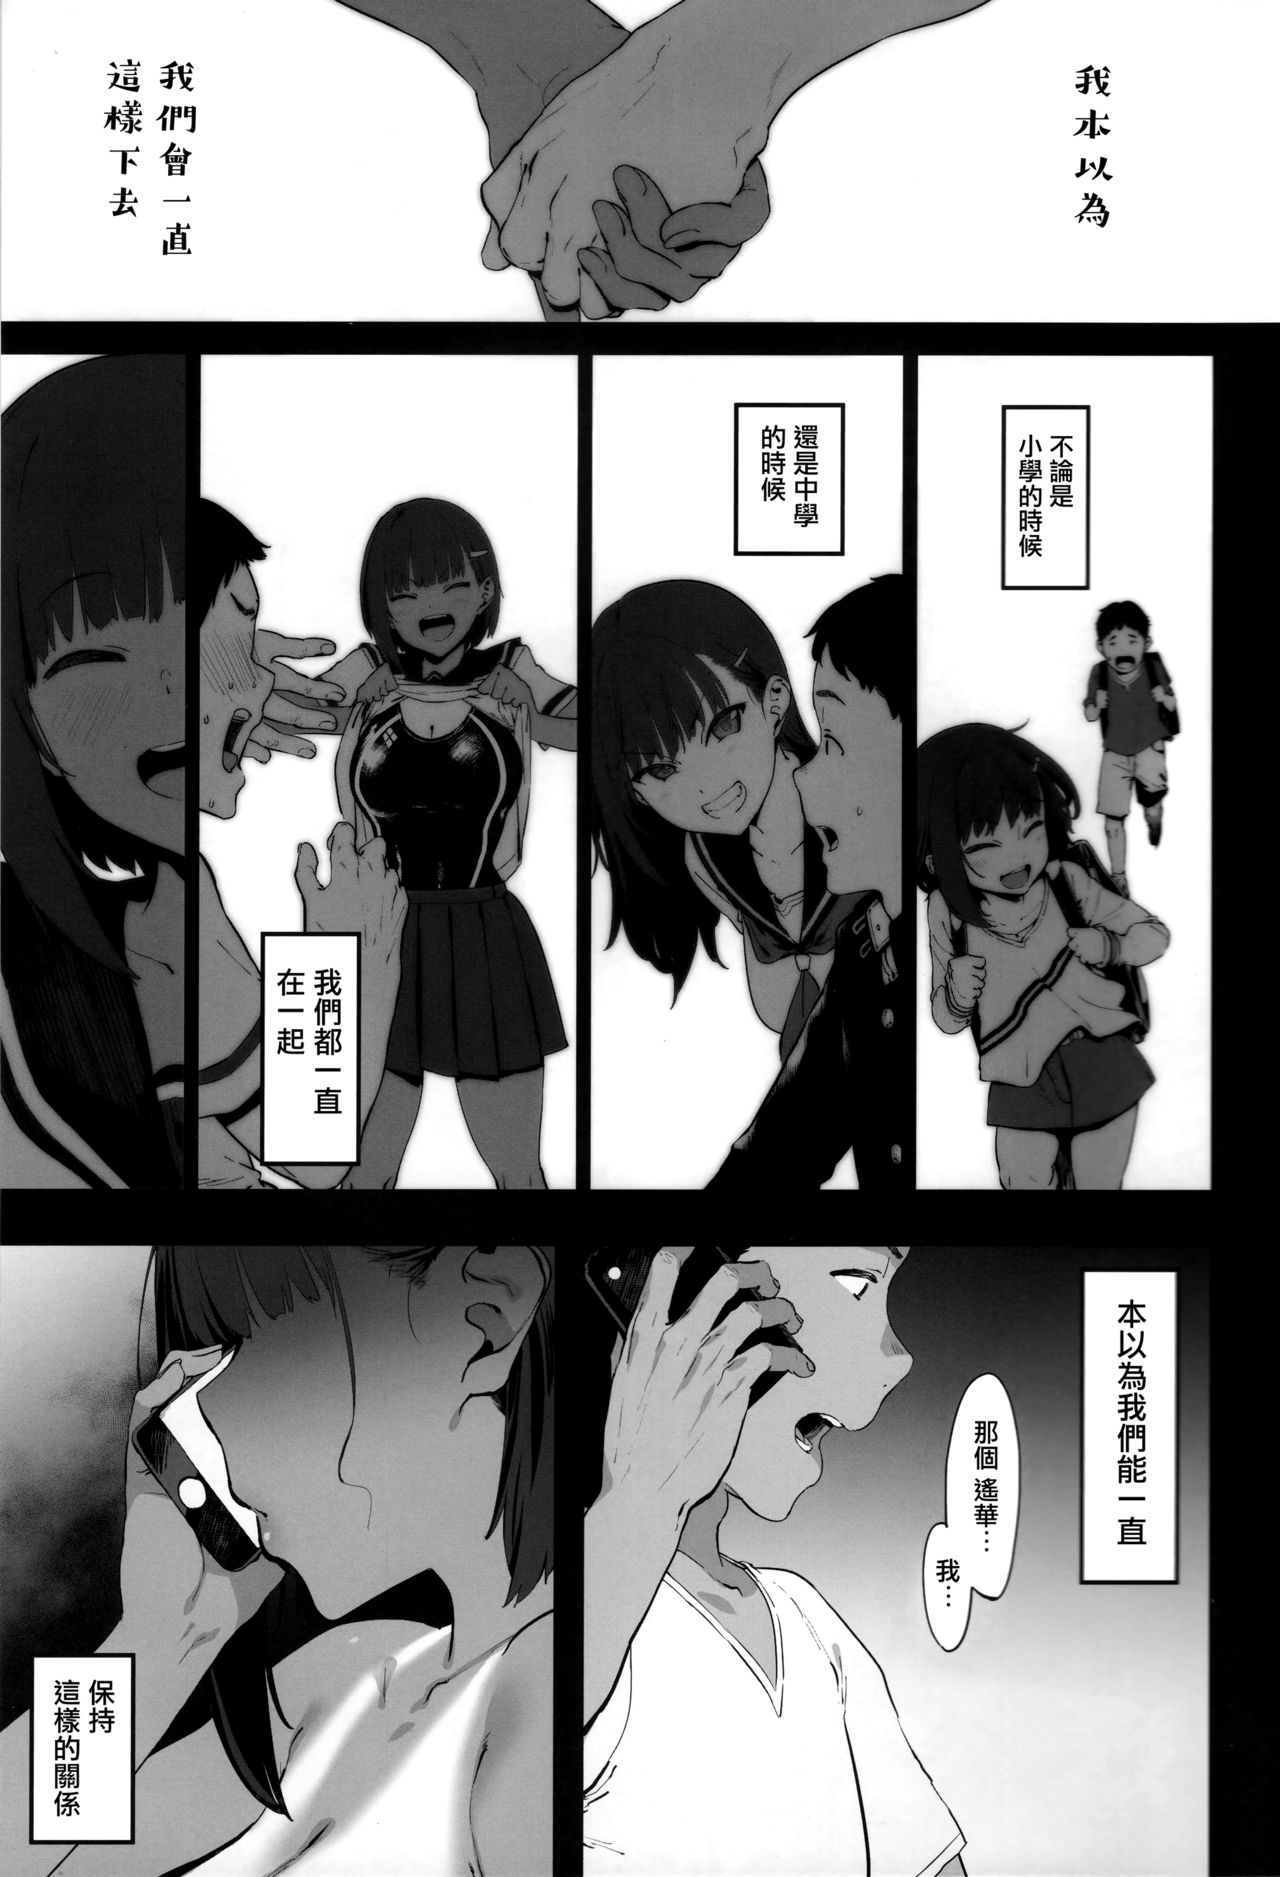 我本以為
我們會一直
這樣下去
不論是
小學的時候
還是中學
的時候
我們都一直
在一起
本以為我們能一直
那個 遙華…
我…
保持
這樣的關係